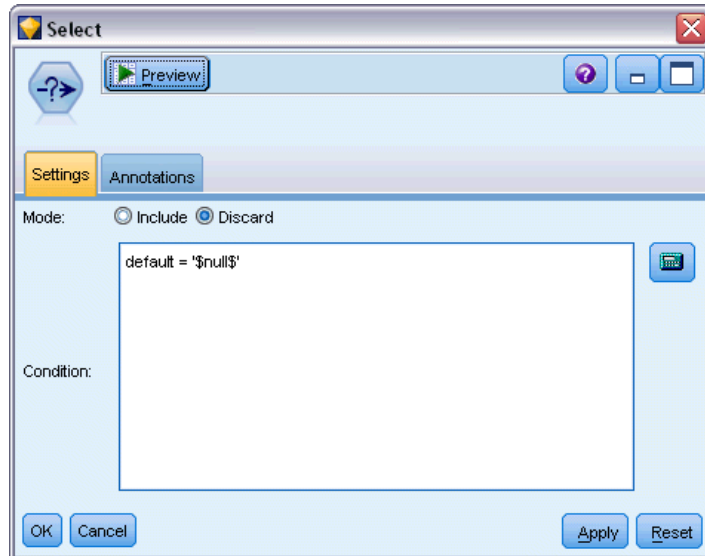 Select
Preview
Settings Annotations
Mode: Include Discard
default = '$null$'
Condition:
OK Cancel Apply Reset